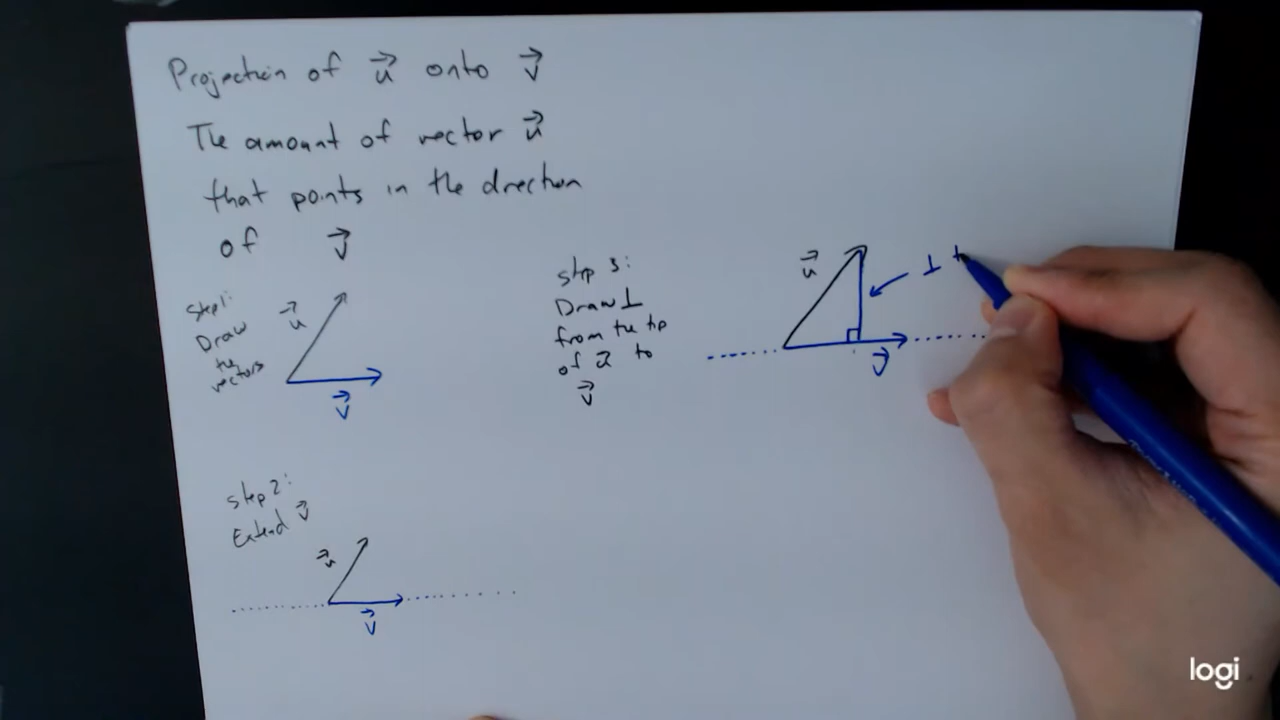 Projection of u⃗ onto v⃗
The amount of vector u⃗
that points in the direction
of v⃗
Step 1:
Draw
the
vectors
u⃗
v⃗
Step 2:
Extend v⃗
u⃗
v⃗
Step 3:
Draw ⊥
from the tip
of u⃗ to
v⃗
u⃗
⊥ t
v⃗
logi